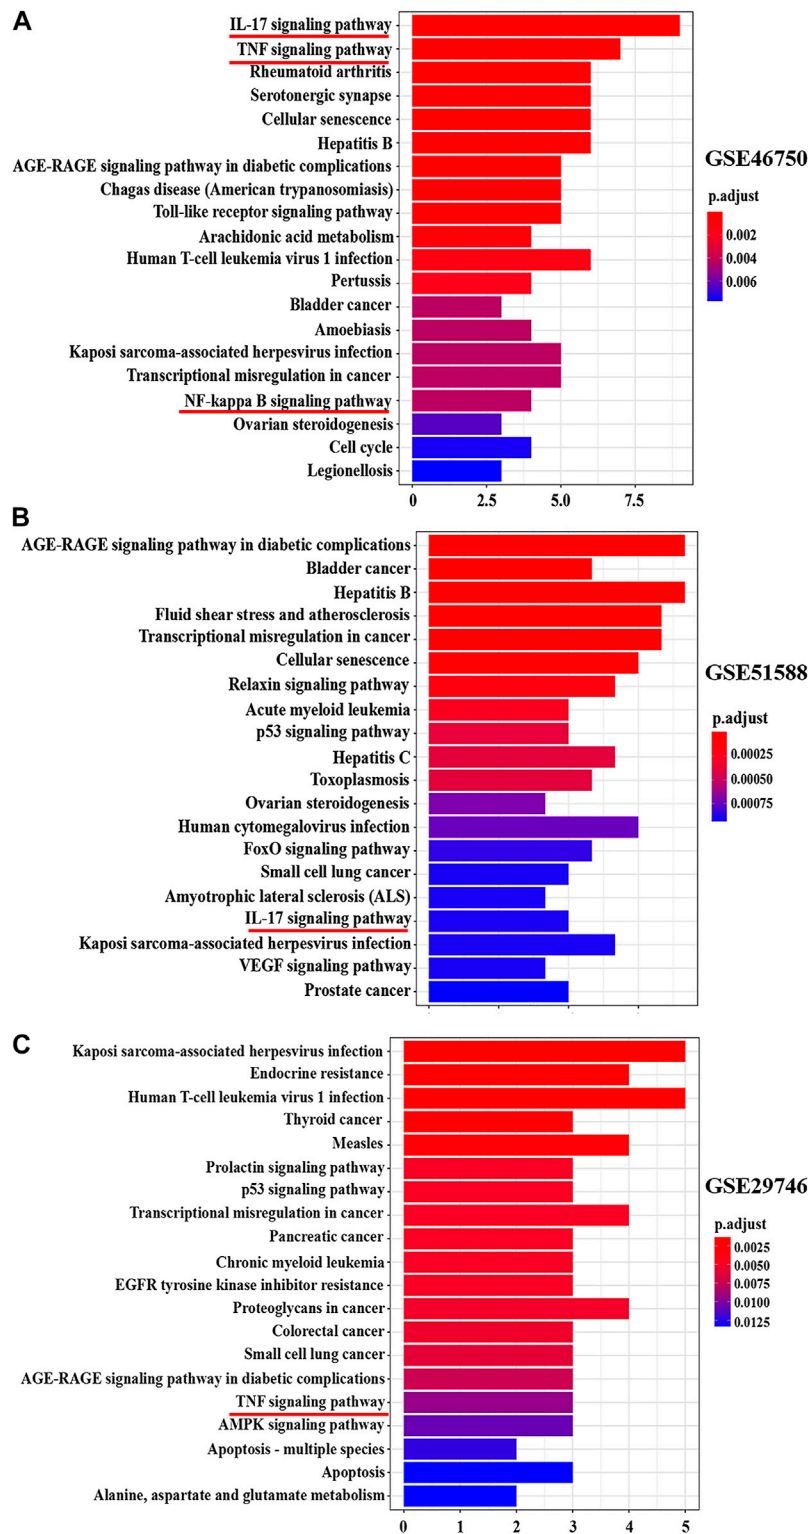 A
IL-17 signaling pathway
TNF signaling pathway
Rheumatoid arthritis
Serotonergic synapse
Cellular senescence
Hepatitis B
AGE-RAGE signaling pathway in diabetic complications
Chagas disease (American trypanosomiasis)
Toll-like receptor signaling pathway
Arachidonic acid metabolism
Human T-cell leukemia virus 1 infection
Pertussis
Bladder cancer
Amoebiasis
Kaposi sarcoma-associated herpesvirus infection
Transcriptional misregulation in cancer
NF-kappa B signaling pathway
Ovarian steroidogenesis
Cell cycle
Legionellosis
0 2.5 5.0 7.5
GSE46750
p.adjust
0.002
0.004
0.006
B
AGE-RAGE signaling pathway in diabetic complications
Bladder cancer
Hepatitis B
Fluid shear stress and atherosclerosis
Transcriptional misregulation in cancer
Cellular senescence
Relaxin signaling pathway
Acute myeloid leukemia
p53 signaling pathway
Hepatitis C
Toxoplasmosis
Ovarian steroidogenesis
Human cytomegalovirus infection
FoxO signaling pathway
Small cell lung cancer
Amyotrophic lateral sclerosis (ALS)
IL-17 signaling pathway
Kaposi sarcoma-associated herpesvirus infection
VEGF signaling pathway
Prostate cancer
GSE51588
p.adjust
0.00025
0.00050
0.00075
C
Kaposi sarcoma-associated herpesvirus infection
Endocrine resistance
Human T-cell leukemia virus 1 infection
Thyroid cancer
Measles
Prolactin signaling pathway
p53 signaling pathway
Transcriptional misregulation in cancer
Pancreatic cancer
Chronic myeloid leukemia
EGFR tyrosine kinase inhibitor resistance
Proteoglycans in cancer
Colorectal cancer
Small cell lung cancer
AGE-RAGE signaling pathway in diabetic complications
TNF signaling pathway
AMPK signaling pathway
Apoptosis - multiple species
Apoptosis
Alanine, aspartate and glutamate metabolism
0 1 2 3 4 5
GSE29746
p.adjust
0.0025
0.0050
0.0075
0.0100
0.0125